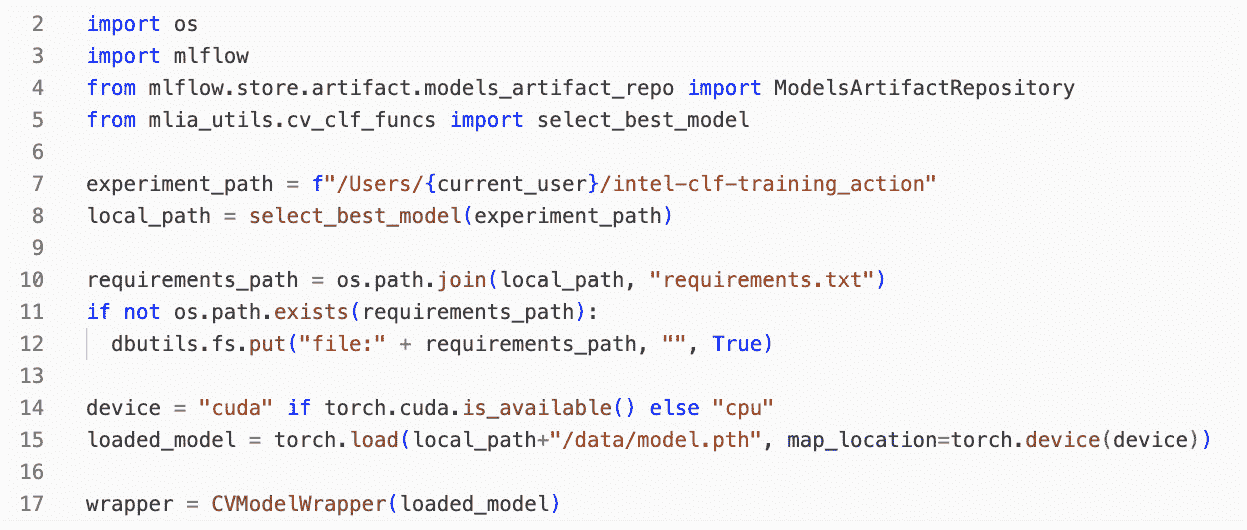 2 import os
3 import mlflow
4 from mlflow.store.artifact.models_artifact_repo import ModelsArtifactRepository
5 from mlia_utils.cv_clf_funcs import select_best_model
6
7 experiment_path = f"/Users/{current_user}/intel-clf-training_action"
8 local_path = select_best_model(experiment_path)
9
10 requirements_path = os.path.join(local_path, "requirements.txt")
11 if not os.path.exists(requirements_path):
12   dbutils.fs.put("file:" + requirements_path, "", True)
13
14 device = "cuda" if torch.cuda.is_available() else "cpu"
15 loaded_model = torch.load(local_path+"/data/model.pth", map_location=torch.device(device))
16
17 wrapper = CVModelWrapper(loaded_model)